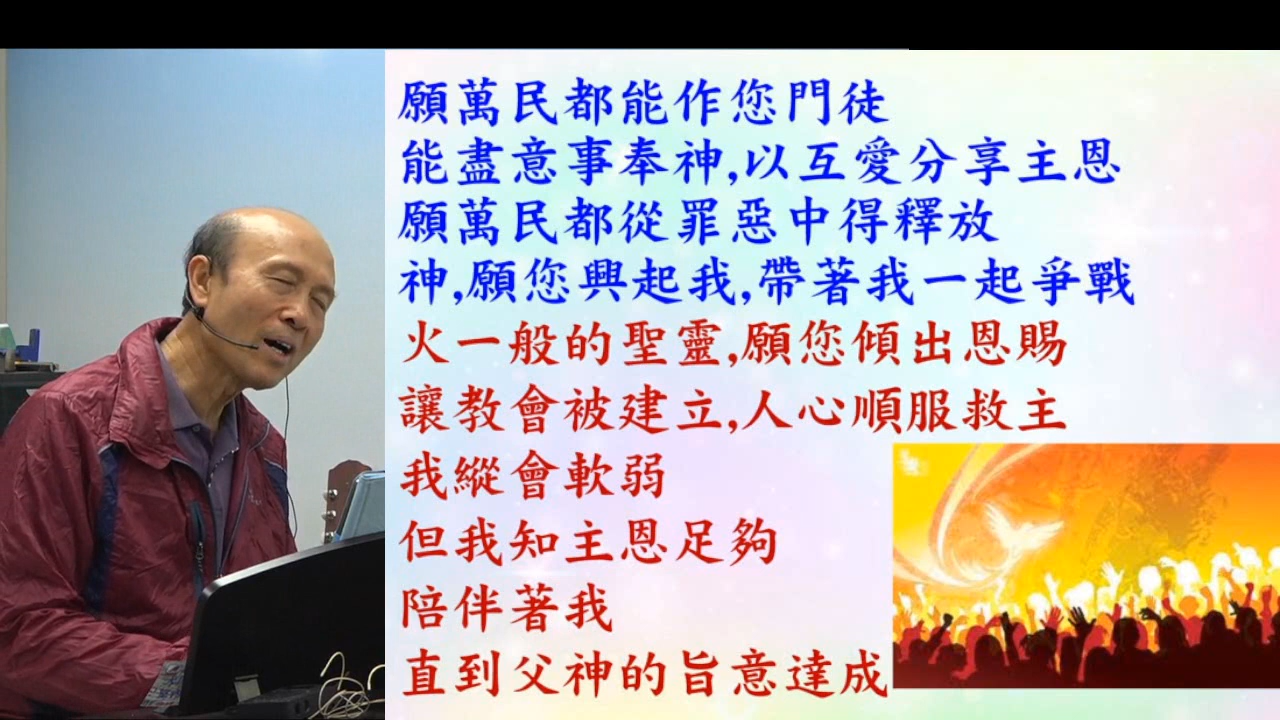 願萬民都能作您門徒
能盡意事奉神,以互愛分享主恩
願萬民都從罪惡中得釋放
神,願您興起我,帶著我一起爭戰
火一般的聖靈,願您傾出恩賜
讓教會被建立,人心順服救主
我縱會軟弱
但我知主恩足夠
陪伴著我
直到父神的旨意達成